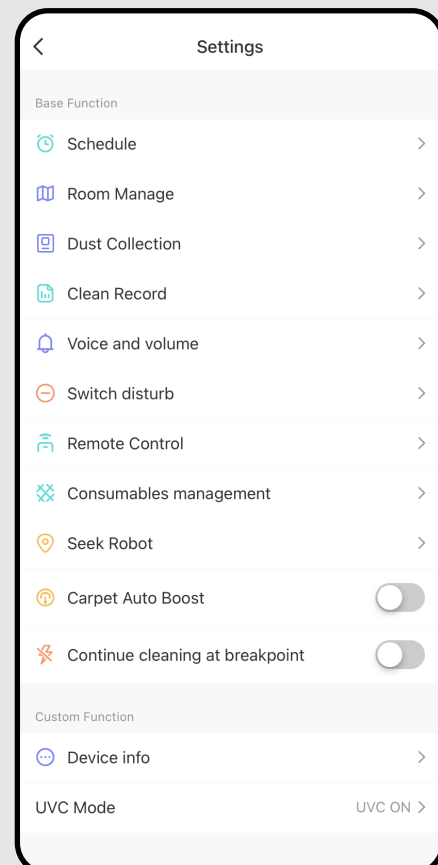 Settings
Base Function
Schedule
Room Manage
Dust Collection
Clean Record
Voice and volume
Switch disturb
Remote Control
Consumables management
Seek Robot
Carpet Auto Boost
Continue cleaning at breakpoint
Custom Function
Device info
UVC Mode UVC ON